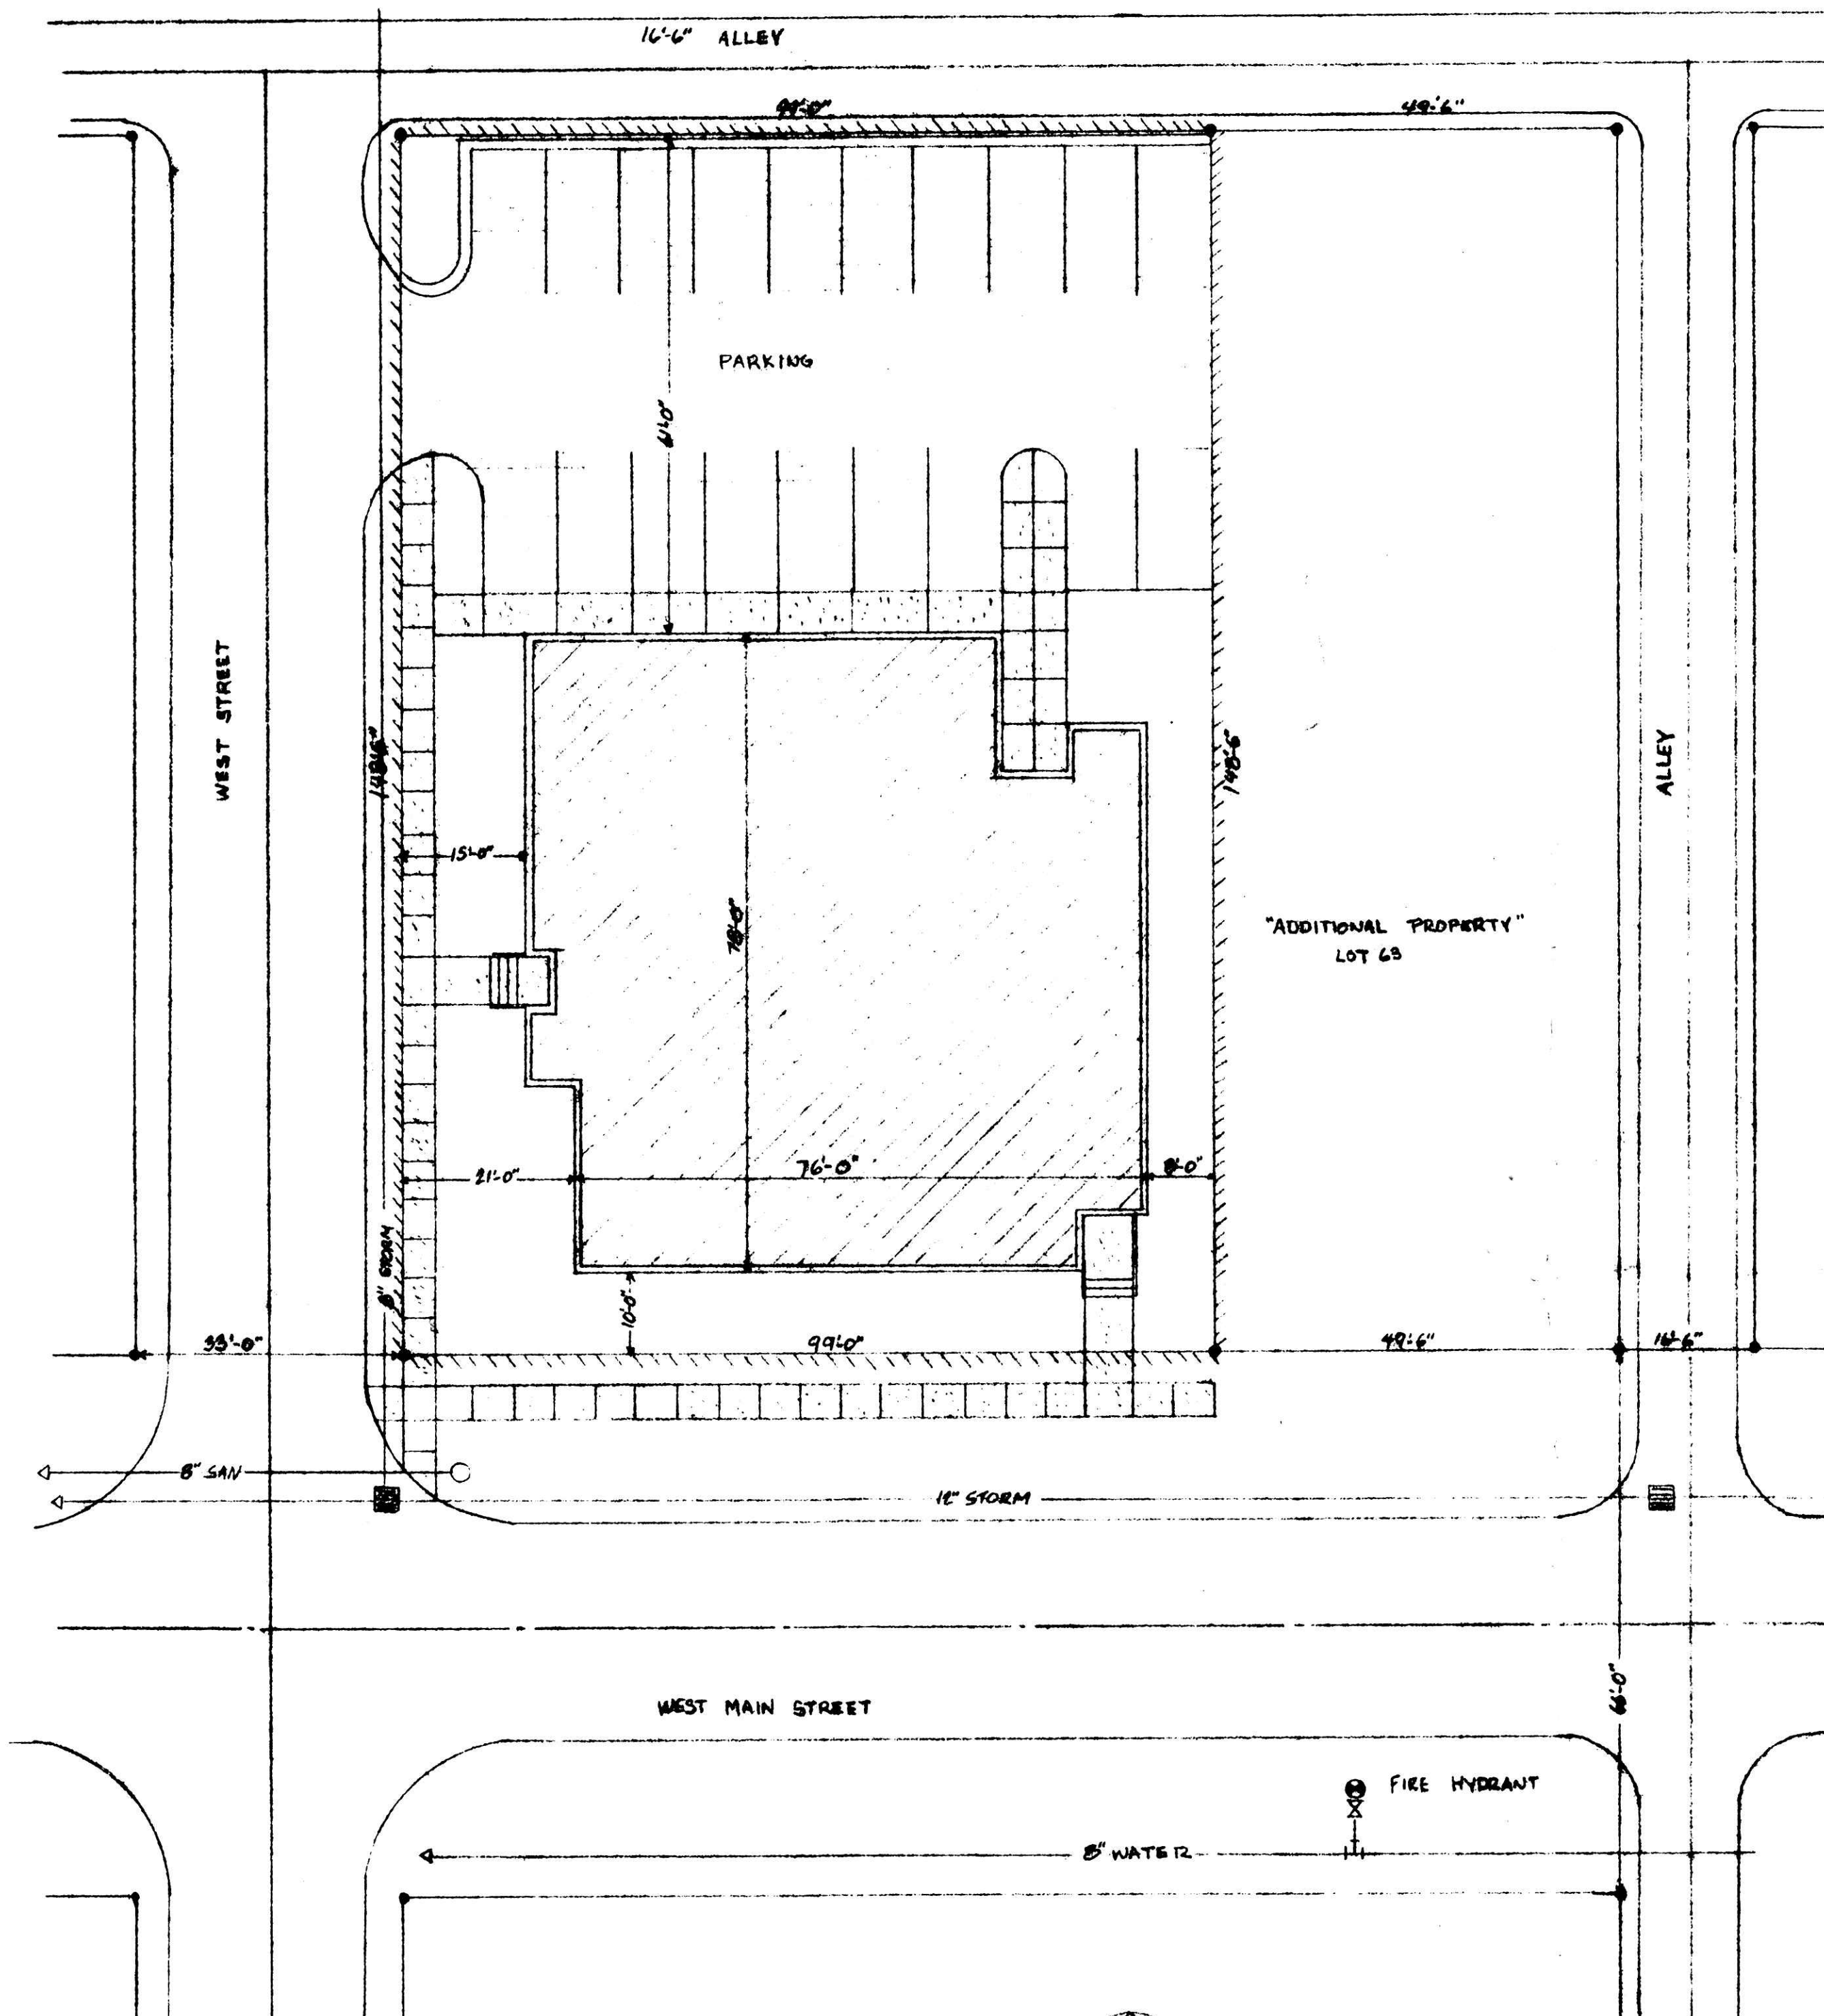 16'-6" ALLEY
99'-0"
49'-6"
PARKING
61'-0"
WEST STREET
148'-6"
148'-6"
ALLEY
15'-0"
78'-0"
"ADDITIONAL PROPERTY"
LOT 63
21'-0"
76'-0"
8'-0"
8" STORM
10'-0"
33'-0"
99'-0"
49'-6"
16'-6"
8" SAN
12" STORM
66'-0"
WEST MAIN STREET
FIRE HYDRANT
8" WATER